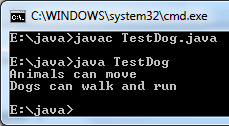 C:\WINDOWS\system32\cmd.exe
E:\java>javac TestDog.java
E:\java>java TestDog
Animals can move
Dogs can walk and run
E:\java>